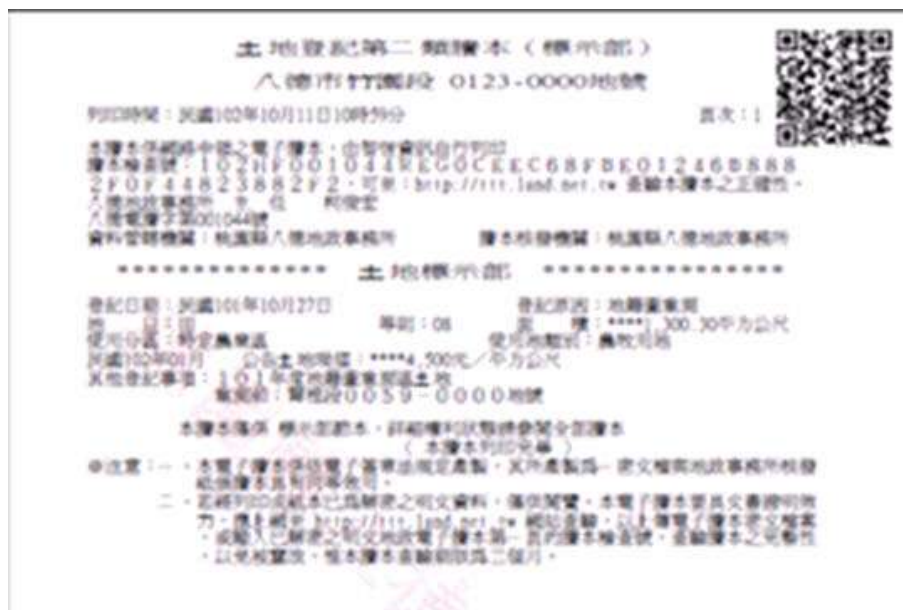 土地登記第二類謄本（標示部）
八德市竹園段 0123-0000地號
列印時間：民國102年10月11日10時59分 頁次：1
本謄本係網路申領之電子謄本，由 自行列印
謄本檢查號：102HF001044REG0CEEC68FDE01246D888
2F0F44823882F2，可至：http:// .land.net.tw 查驗本謄本之正確性。
八德地政事務所 主 任
八德電謄字第001044號
資料管轄機關：桃園縣八德地政事務所 謄本核發機關：桃園縣八德地政事務所
************** 土地標示部 ****************
登記日期：民國101年10月27日 登記原因：地籍圖重測
地 目：田 等則：08 面 積：****1,300.30平方公尺
使用分區：特定農業區 使用地類別：農牧用地
民國102年01月 公告土地現值：****4,500元／平方公尺
其他登記事項：101年度地籍圖重測區土地
重測前： 段0059-0000地號
本謄本僅係 標示部節本，詳細權利狀態請參閱全部謄本
〈 本謄本列印完畢 〉
※注意：一、本電子謄本係依電子簽章法規定產製，其所產製為一密文檔與地政事務所核發
紙張謄本具有同等效用。
二、若經列印成紙本已為解密之明文資料，僅供閱覽。本電子謄本要具文書證明效
力，應上網至 http:// .land.net.tw 網站查驗，以上傳電子謄本密文檔案
，或輸入已解密之明文地政電子謄本第一頁的謄本檢查號，查驗謄本之完整性
，以免被竄改，惟本謄本查驗期限為三個月。